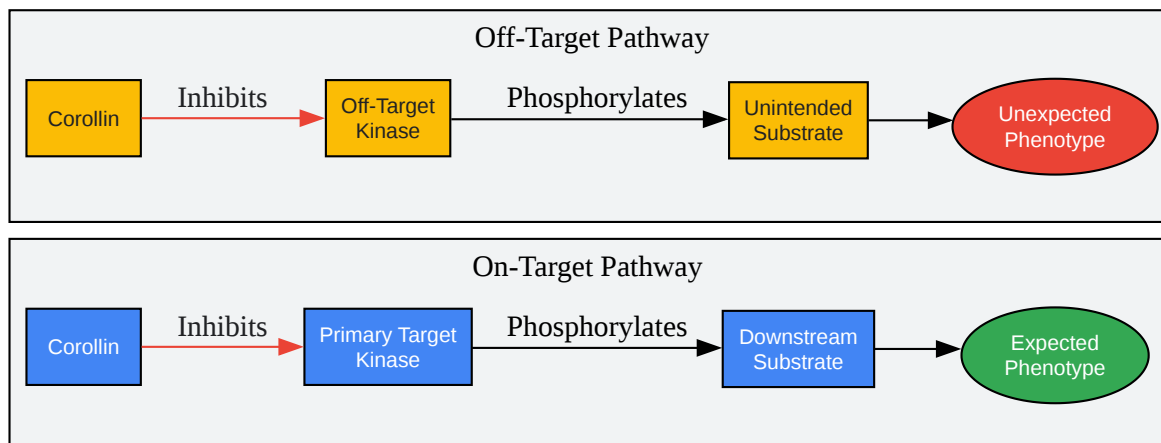 Off-Target Pathway
Corollin
Inhibits
Off-Target
Kinase
Phosphorylates
Unintended
Substrate
Unexpected
Phenotype
On-Target Pathway
Corollin
Inhibits
Primary Target
Kinase
Phosphorylates
Downstream
Substrate
Expected
Phenotype